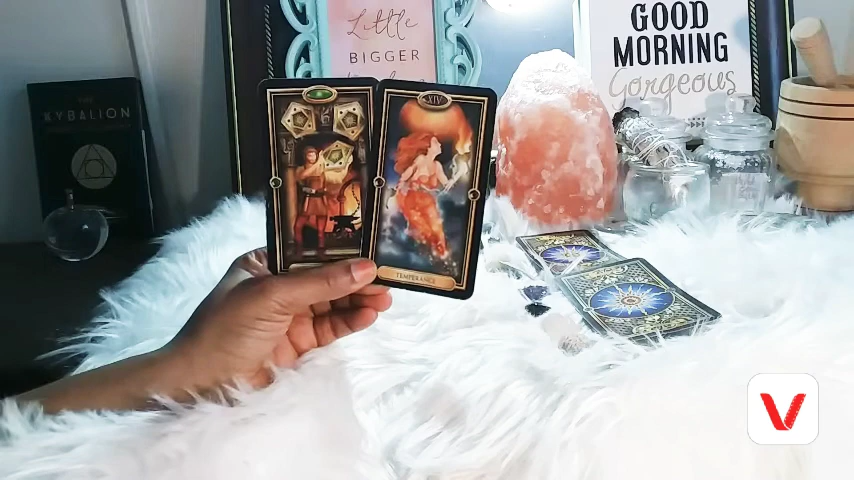 Little
BIGGER
GOOD
MORNING
Gorgeous
THE
KYBALION
XIV
TEMPERANCE
V